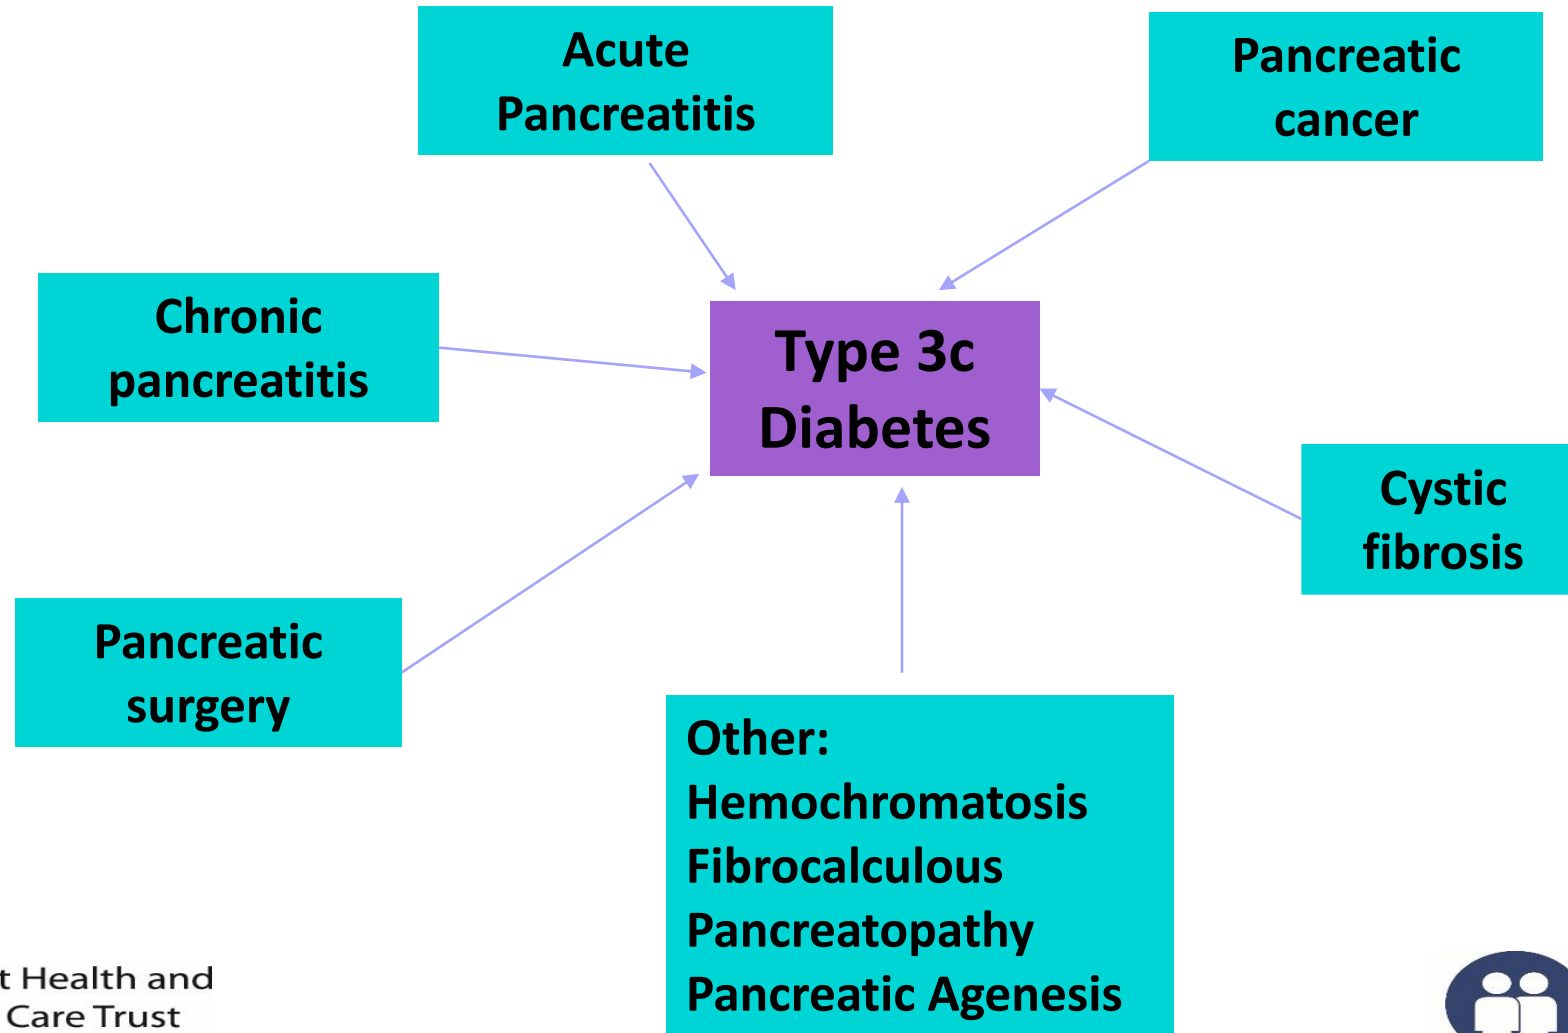 Acute
Pancreatitis
Pancreatic
cancer
Chronic
pancreatitis
Type 3c
Diabetes
Cystic
fibrosis
Pancreatic
surgery
Other:
Hemochromatosis
Fibrocalculous
Pancreatopathy
Pancreatic Agenesis
t Health and
Care Trust